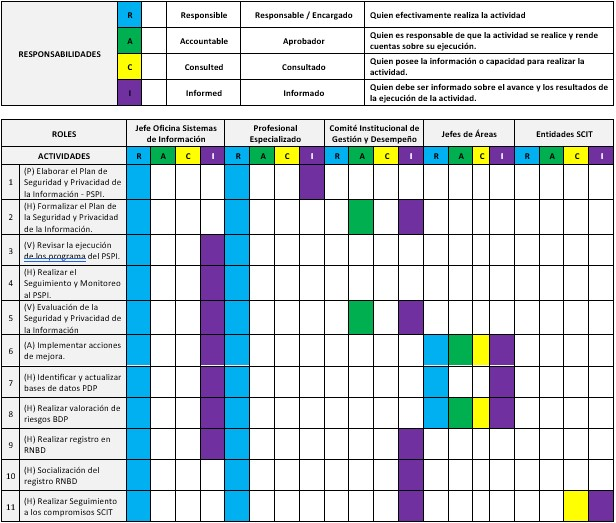 RESPONSABILIDADES
R Responsible Responsable / Encargado Quien efectivamente realiza la actividad
A Accountable Aprobador Quien es responsable de que la actividad se realice y rende
cuentas sobre su ejecución.
C Consulted Consultado Quien posee la información o capacidad para realizar la
actividad.
I Informed Informado Quien debe ser informado sobre el avance y los resultados de
la ejecución de la actividad.
ROLES Jefe Oficina Sistemas Profesional Comité Institucional de Jefes de Áreas Entidades SCIT
de Información Especializado Gestión y Desempeño
ACTIVIDADES R A C I R A C I R A C I R A C I R A C I
1 (P) Elaborar el Plan de
Seguridad y Privacidad de
la Información - PSPI.
2 (H) Formalizar el Plan de
la Seguridad y Privacidad
de la Información.
3 (V) Revisar la ejecución
de los programa del PSPI.
4 (H) Realizar el
Seguimiento y Monitoreo
al PSPI.
5 (V) Evaluación de la
Seguridad y Privacidad de
la Información
6 (A) Implementar acciones
de mejora.
7 (H) Identificar y actualizar
bases de datos PDP
8 (H) Realizar valoración de
riesgos BDP
9 (H) Realizar registro en
RNBD
10 (H) Socialización del
registro RNBD
11 (H) Realizar Seguimiento
a los compromisos SCIT